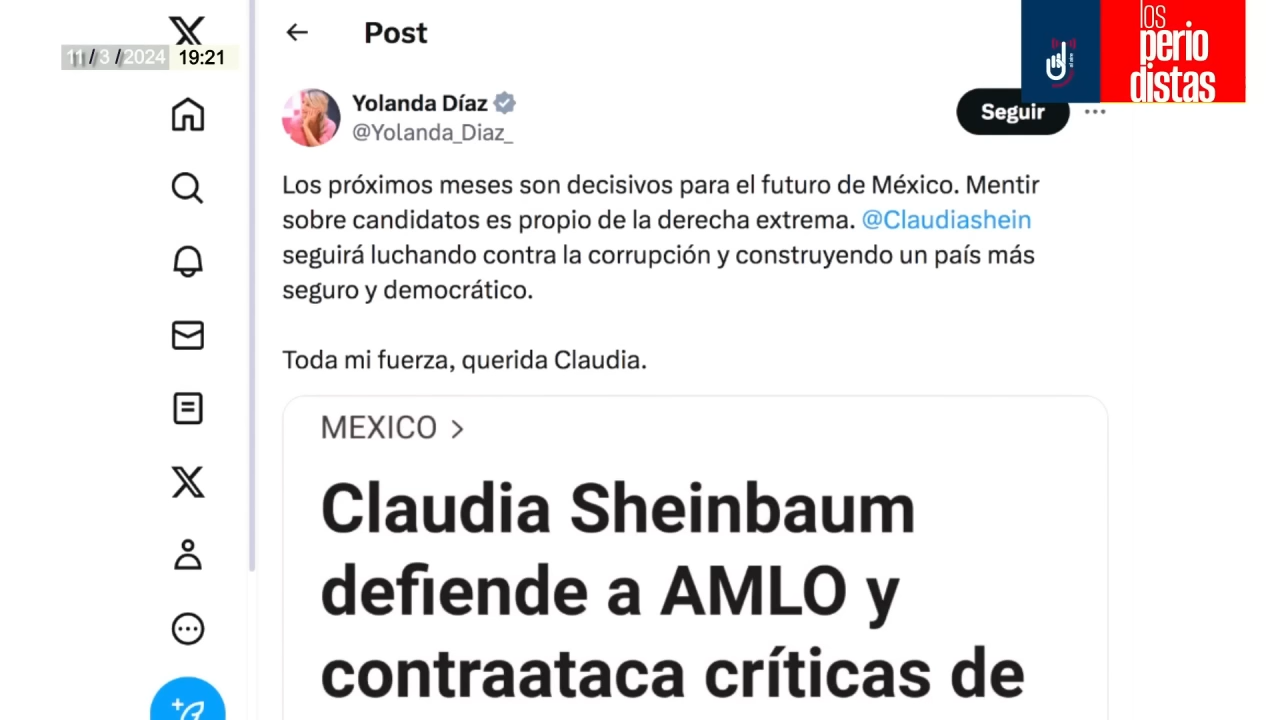 11/3/2024 19:21
Post
los
perio
distas
Yolanda Díaz
@Yolanda_Diaz_
Seguir
Los próximos meses son decisivos para el futuro de México. Mentir
sobre candidatos es propio de la derecha extrema. @Claudiashein
seguirá luchando contra la corrupción y construyendo un país más
seguro y democrático.
Toda mi fuerza, querida Claudia.
MEXICO >
Claudia Sheinbaum
defiende a AMLO y
contraataca críticas de